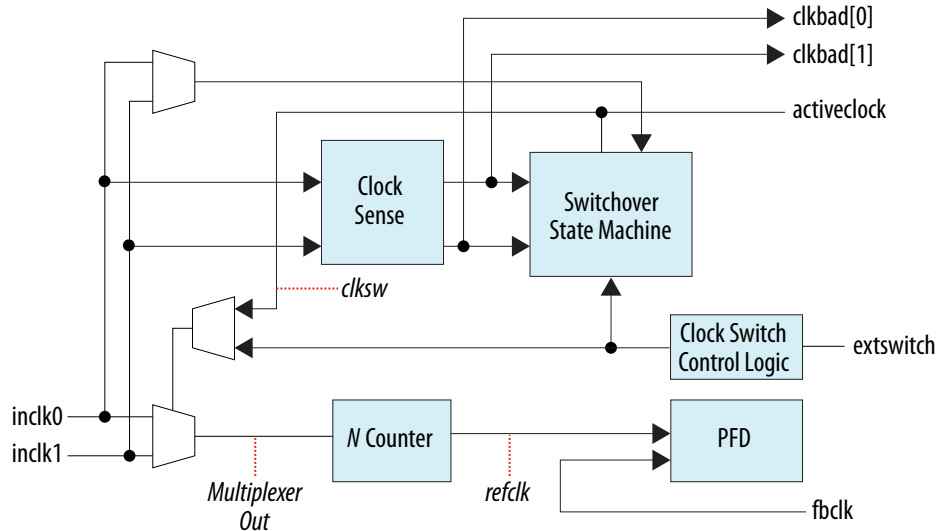 clkbad[0]
clkbad[1]
activeclock
Clock
Sense
Switchover
State Machine
clksw
Clock Switch
Control Logic
extswitch
inclk0
inclk1
N Counter
PFD
Multiplexer
Out
refclk
fbclk